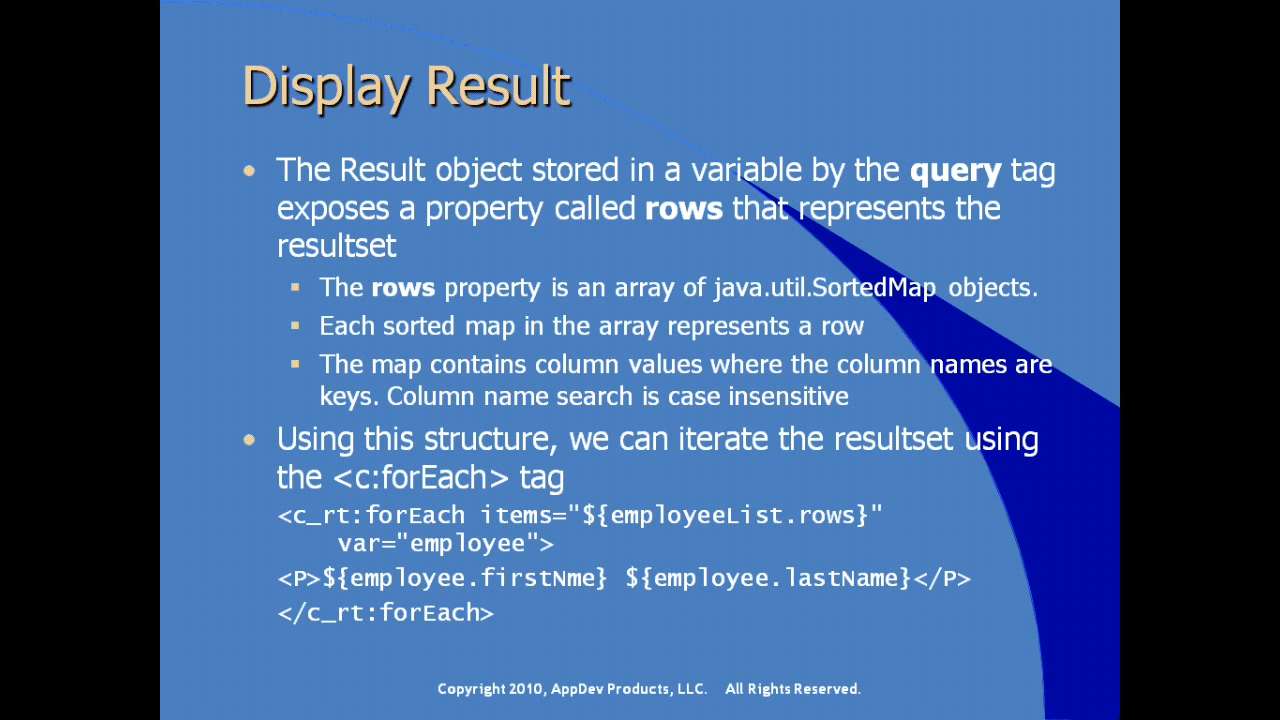 Display Result
• The Result object stored in a variable by the query tag
exposes a property called rows that represents the
resultset
▪ The rows property is an array of java.util.SortedMap objects.
▪ Each sorted map in the array represents a row
▪ The map contains column values where the column names are
keys. Column name search is case insensitive
• Using this structure, we can iterate the resultset using
the <c:forEach> tag
<c_rt:forEach items="${employeeList.rows}"
var="employee">
<P>${employee.firstNme} ${employee.lastName}</P>
</c_rt:forEach>
Copyright 2010, AppDev Products, LLC. All Rights Reserved.